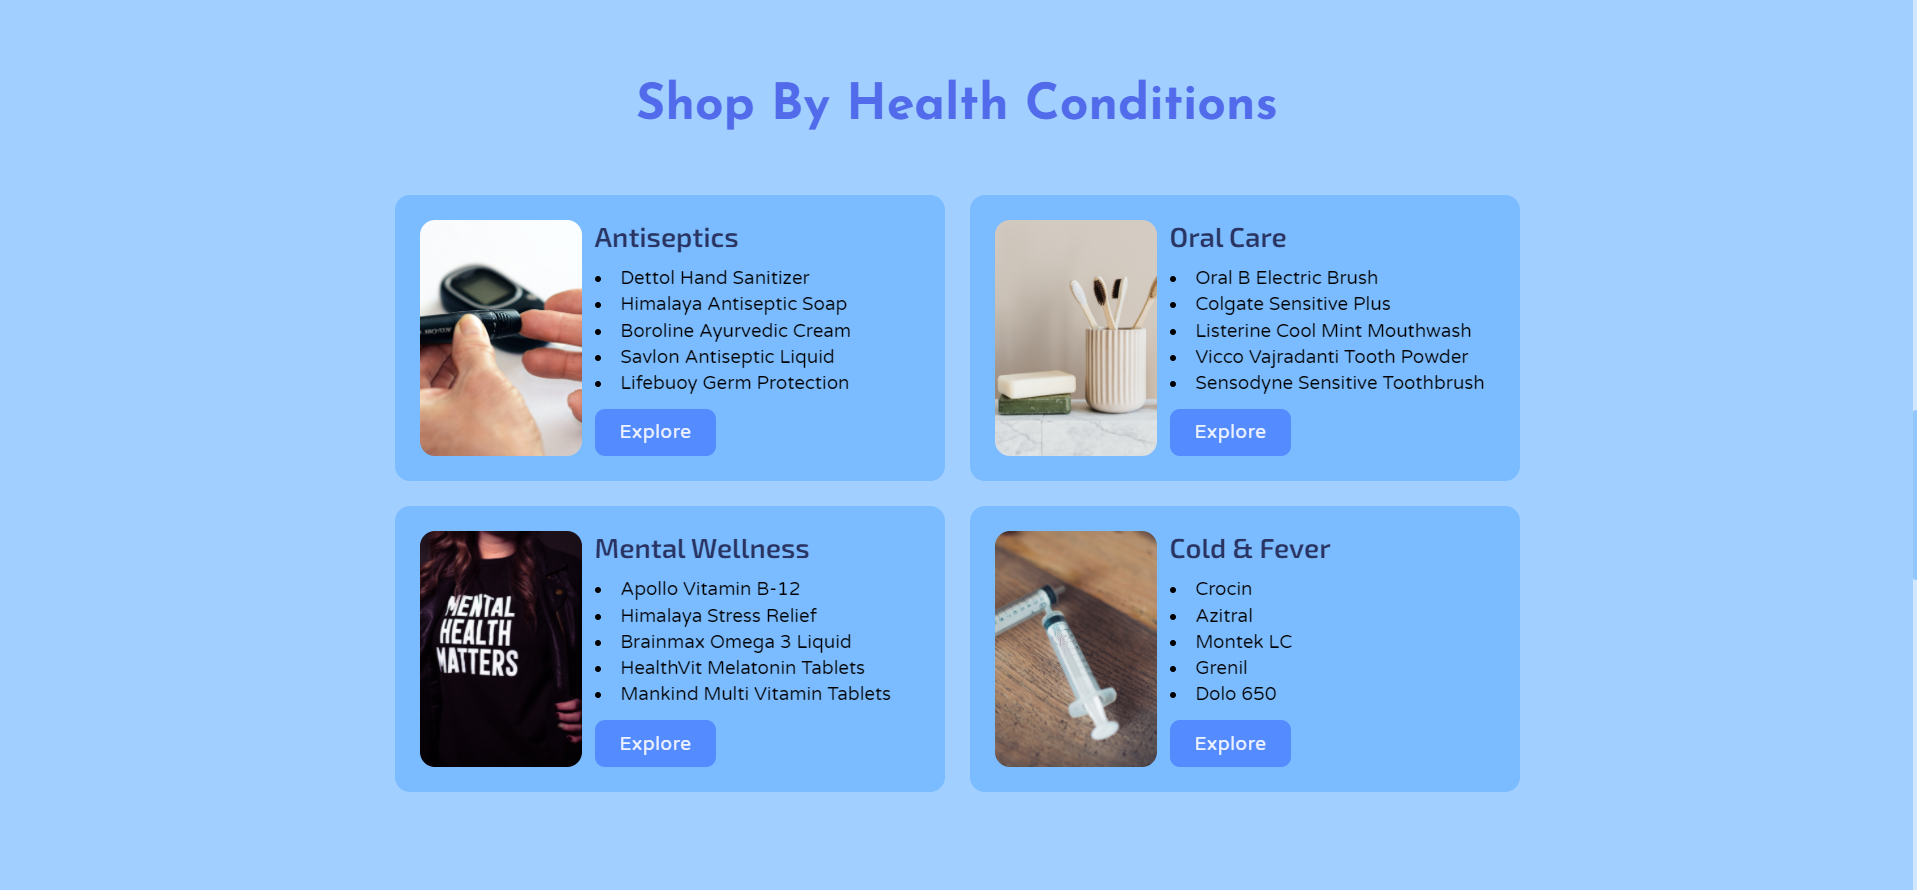 Shop By Health Conditions
Antiseptics
Dettol Hand Sanitizer
Himalaya Antiseptic Soap
Boroline Ayurvedic Cream
Savlon Antiseptic Liquid
Lifebuoy Germ Protection
Explore
Oral Care
Oral B Electric Brush
Colgate Sensitive Plus
Listerine Cool Mint Mouthwash
Vicco Vajradanti Tooth Powder
Sensodyne Sensitive Toothbrush
Explore
MENTAL
HEALTH
MATTERS
Mental Wellness
Apollo Vitamin B-12
Himalaya Stress Relief
Brainmax Omega 3 Liquid
HealthVit Melatonin Tablets
Mankind Multi Vitamin Tablets
Explore
Cold & Fever
Crocin
Azitral
Montek LC
Grenil
Dolo 650
Explore